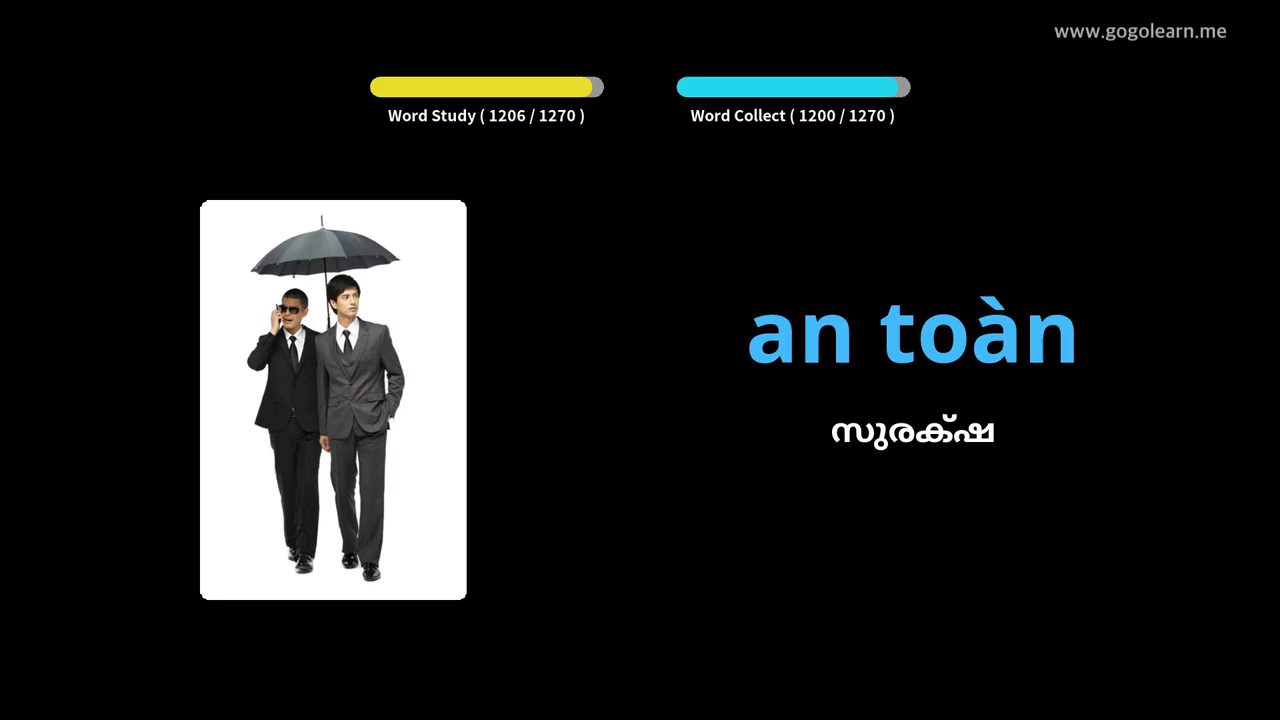 www.gogolearn.me
Word Study ( 1206 / 1270 )
Word Collect ( 1200 / 1270 )
an toàn
സുരക്ഷ